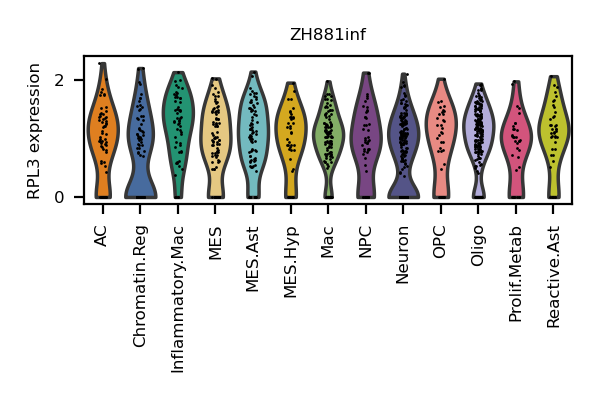 ZH881inf
RPL3 expression
2
0
AC
Chromatin.Reg
Inflammatory.Mac
MES
MES.Ast
MES.Hyp
Mac
NPC
Neuron
OPC
Oligo
Prolif.Metab
Reactive.Ast